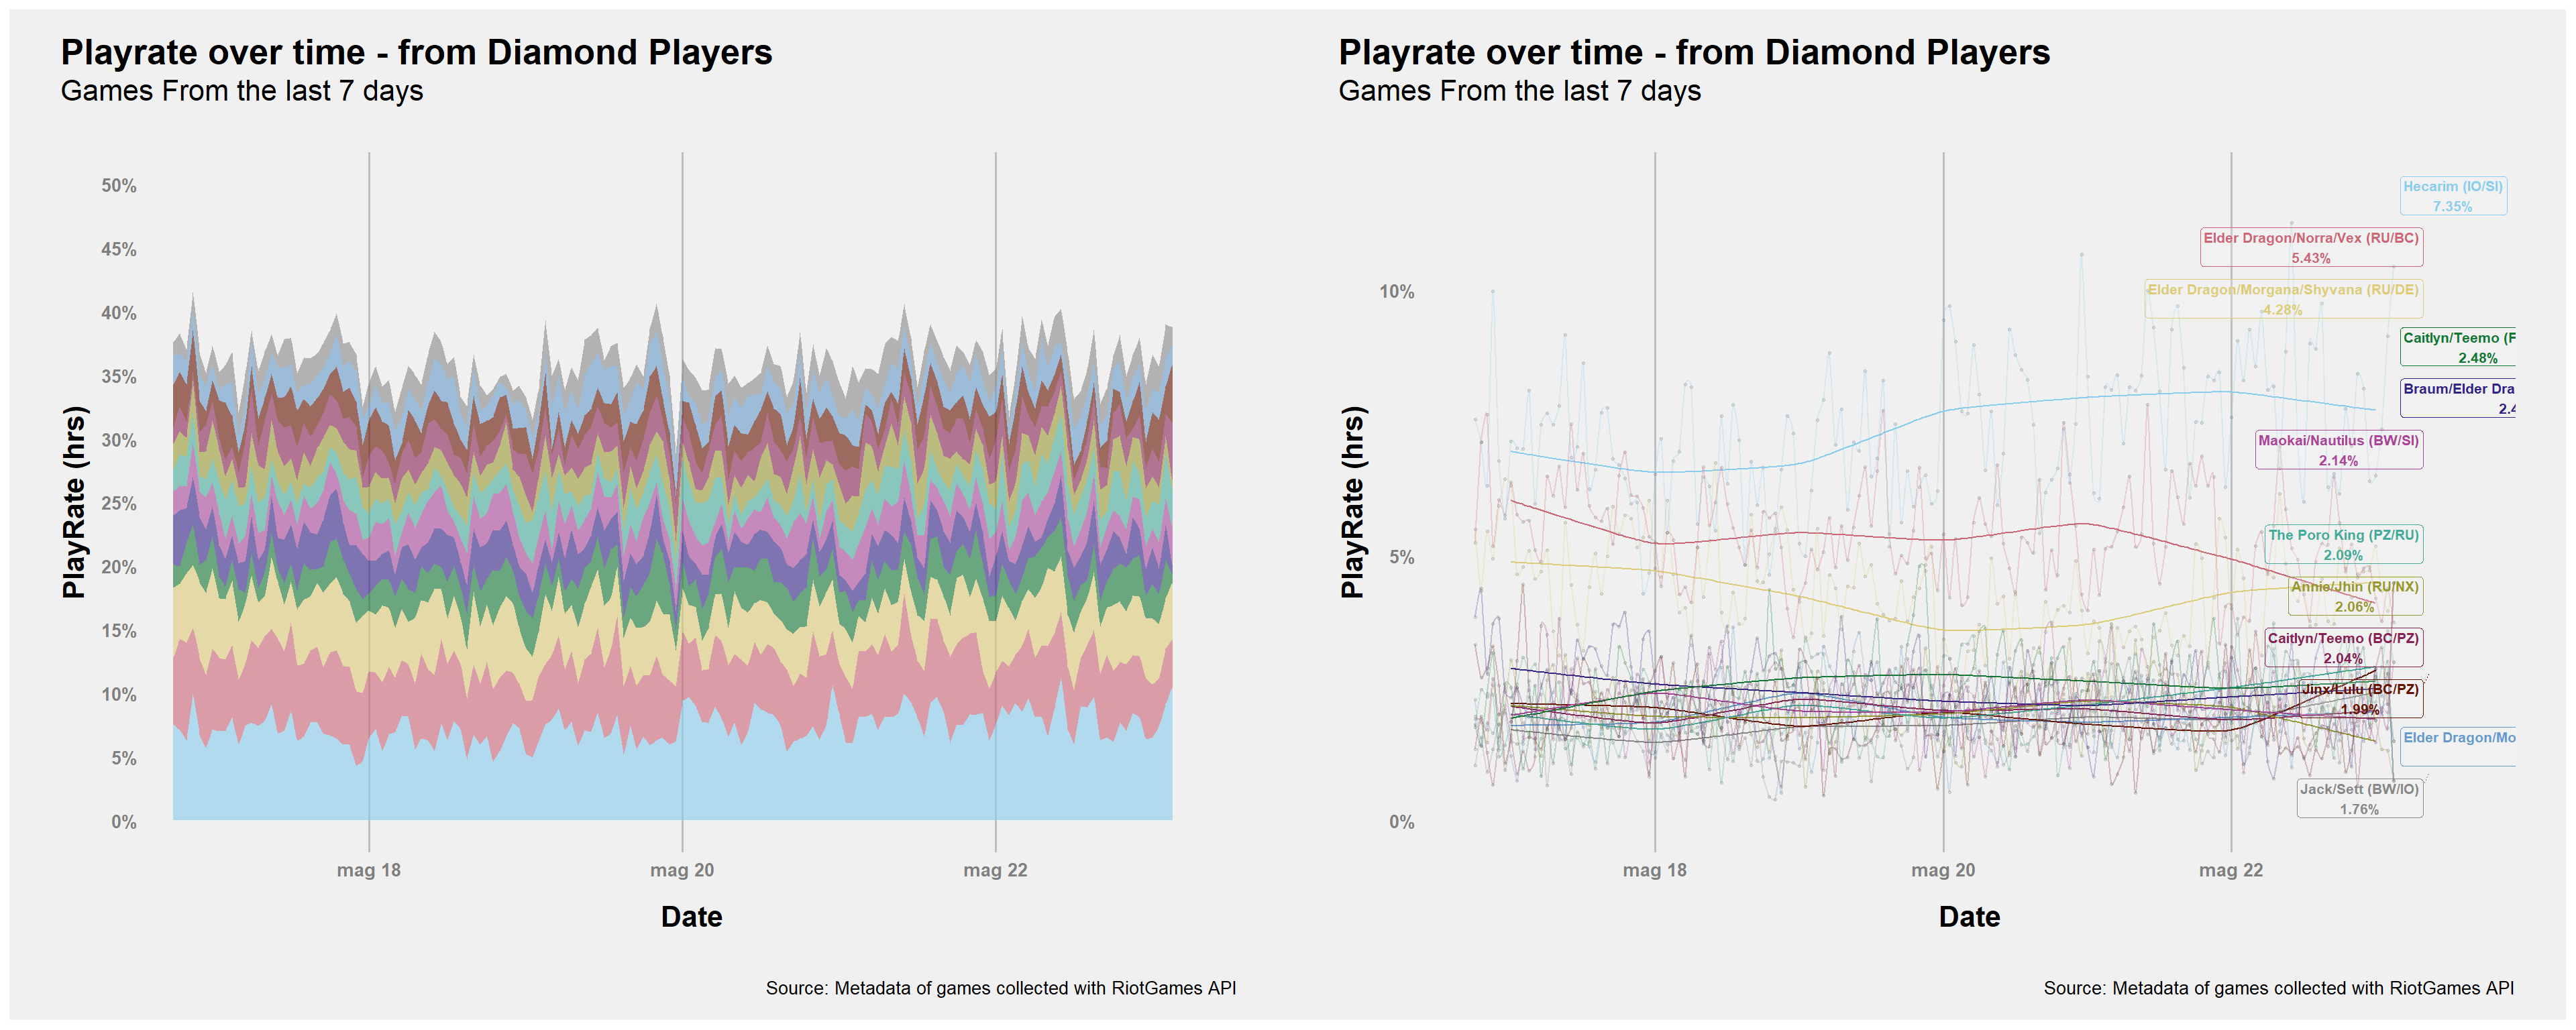 Playrate over time - from Diamond Players
Games From the last 7 days
50%
45%
40%
35%
30%
25%
20%
15%
10%
5%
0%
PlayRate (hrs)
mag 18
mag 20
mag 22
Date
Source: Metadata of games collected with RiotGames API
Playrate over time - from Diamond Players
Games From the last 7 days
10%
5%
0%
PlayRate (hrs)
Hecarim (IO/SI)
7.35%
Elder Dragon/Norra/Vex (RU/BC)
5.43%
Elder Dragon/Morgana/Shyvana (RU/DE)
4.28%
Caitlyn/Teemo (
2.48%
Braum/Elder Dra
2.4
Maokai/Nautilus (BW/SI)
2.14%
The Poro King (PZ/RU)
2.09%
Annie/Jhin (RU/NX)
2.06%
Caitlyn/Teemo (BC/PZ)
2.04%
Jinx/Lulu (BC/PZ)
1.99%
Elder Dragon/Mo
Jack/Sett (BW/IO)
1.76%
mag 18
mag 20
mag 22
Date
Source: Metadata of games collected with RiotGames API